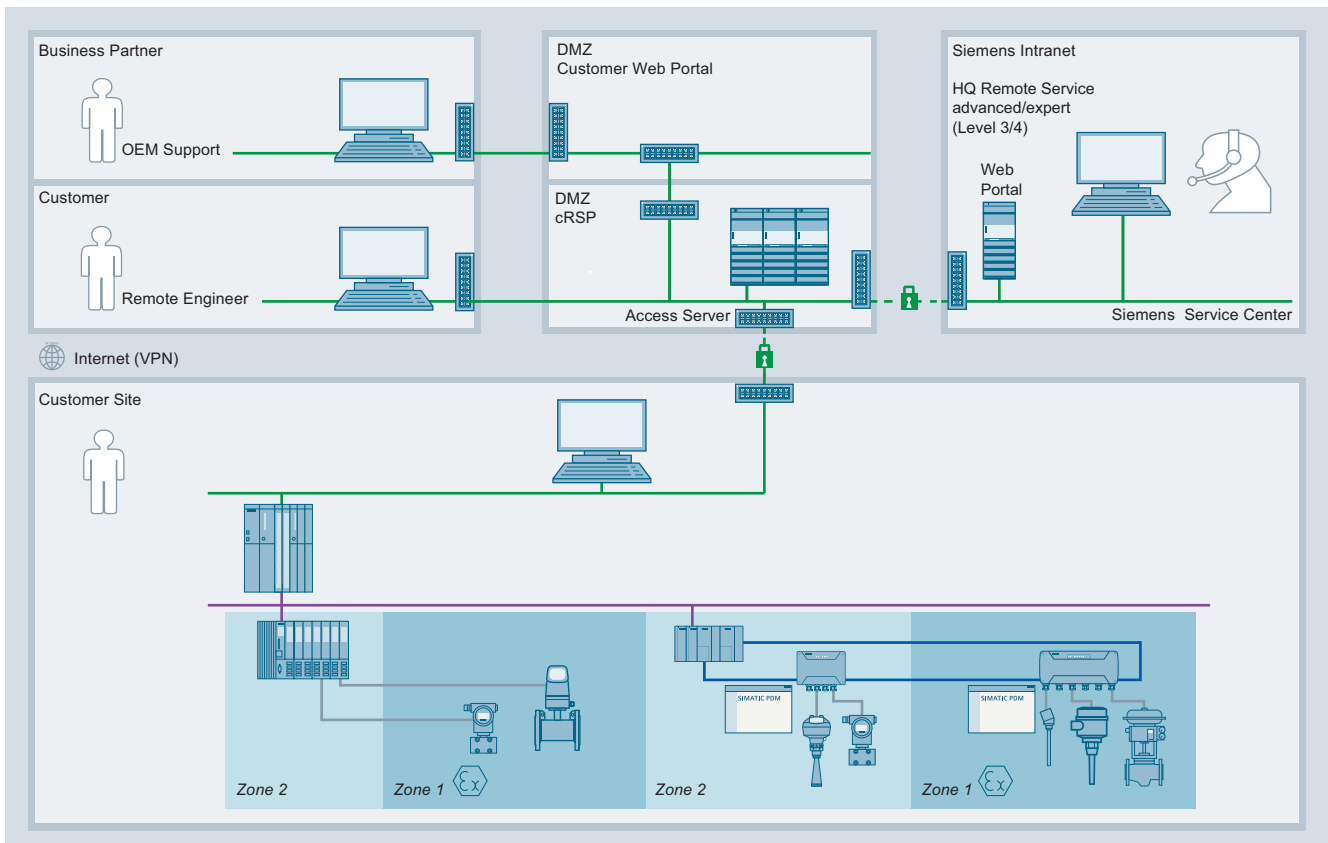 Business Partner
OEM Support
DMZ
Customer Web Portal
Siemens Intranet
HQ Remote Service
advanced/expert
(Level 3/4)
Web
Portal
Customer
Remote Engineer
DMZ
cRSP
Access Server
Siemens Service Center
Internet (VPN)
Customer Site
SIMATIC PDM
SIMATIC PDM
Zone 2
Zone 1
Ex
Zone 2
Zone 1
Ex